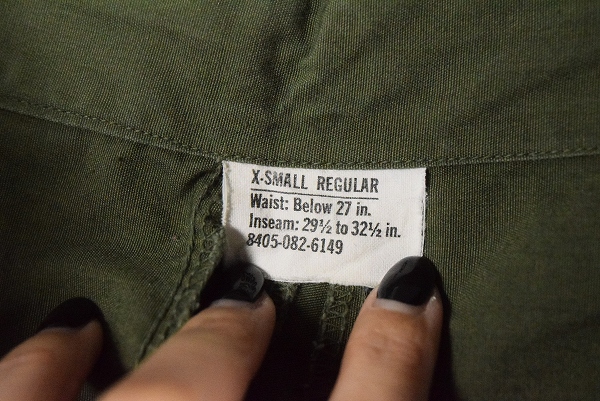 X-SMALL REGULAR
Waist: Below 27 in.
Inseam: 29½ to 32½ in.
8405-082-6149